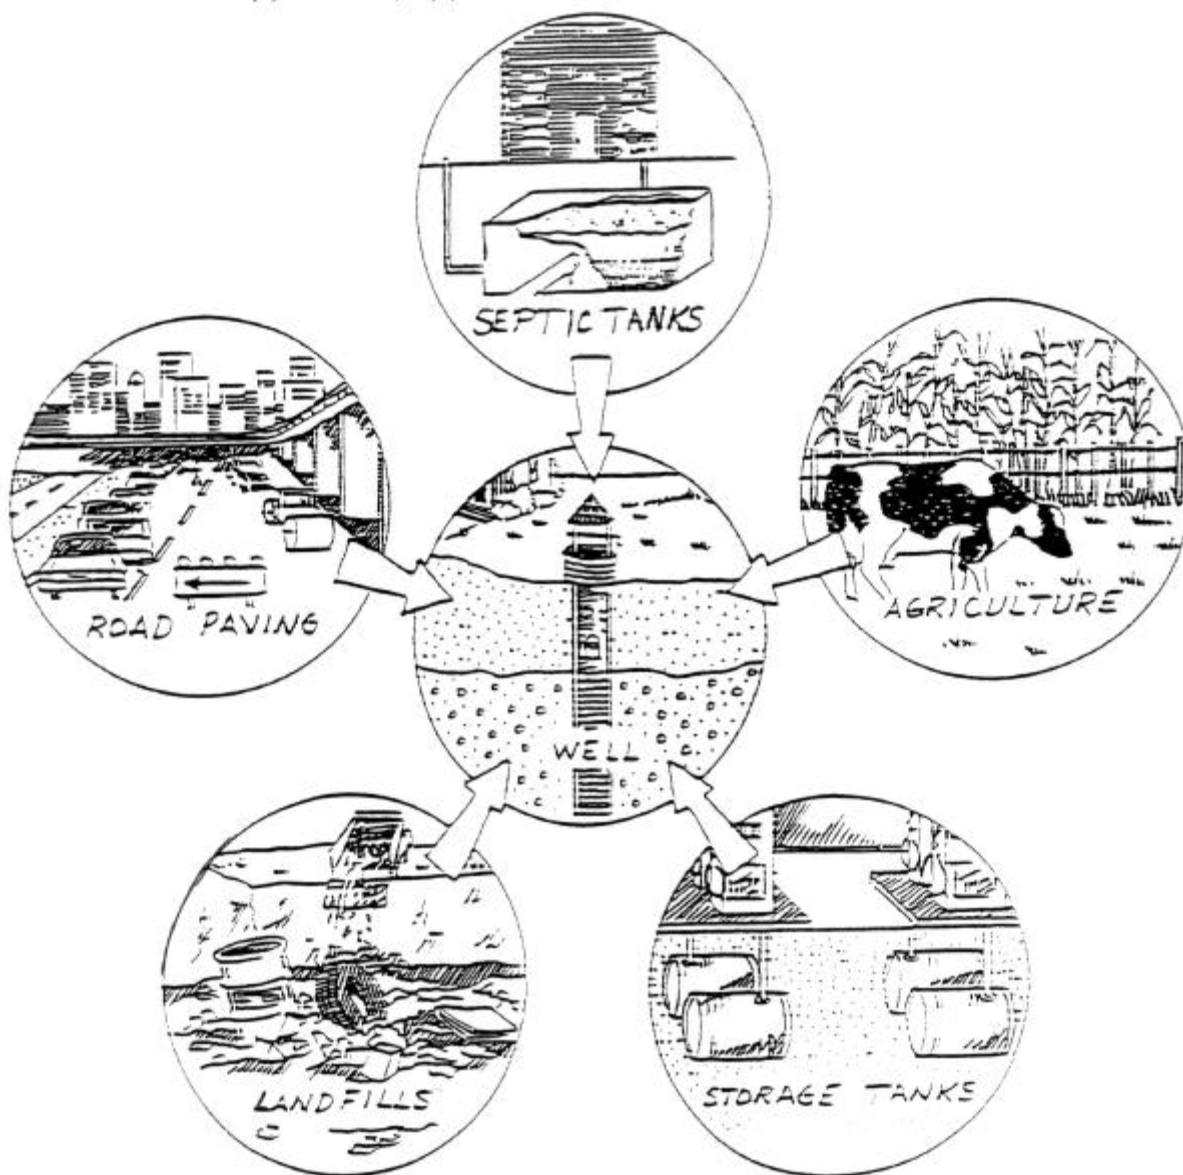 SEPTIC TANKS
ROAD PAVING
AGRICULTURE
WELL
LANDFILLS
STORAGE TANKS